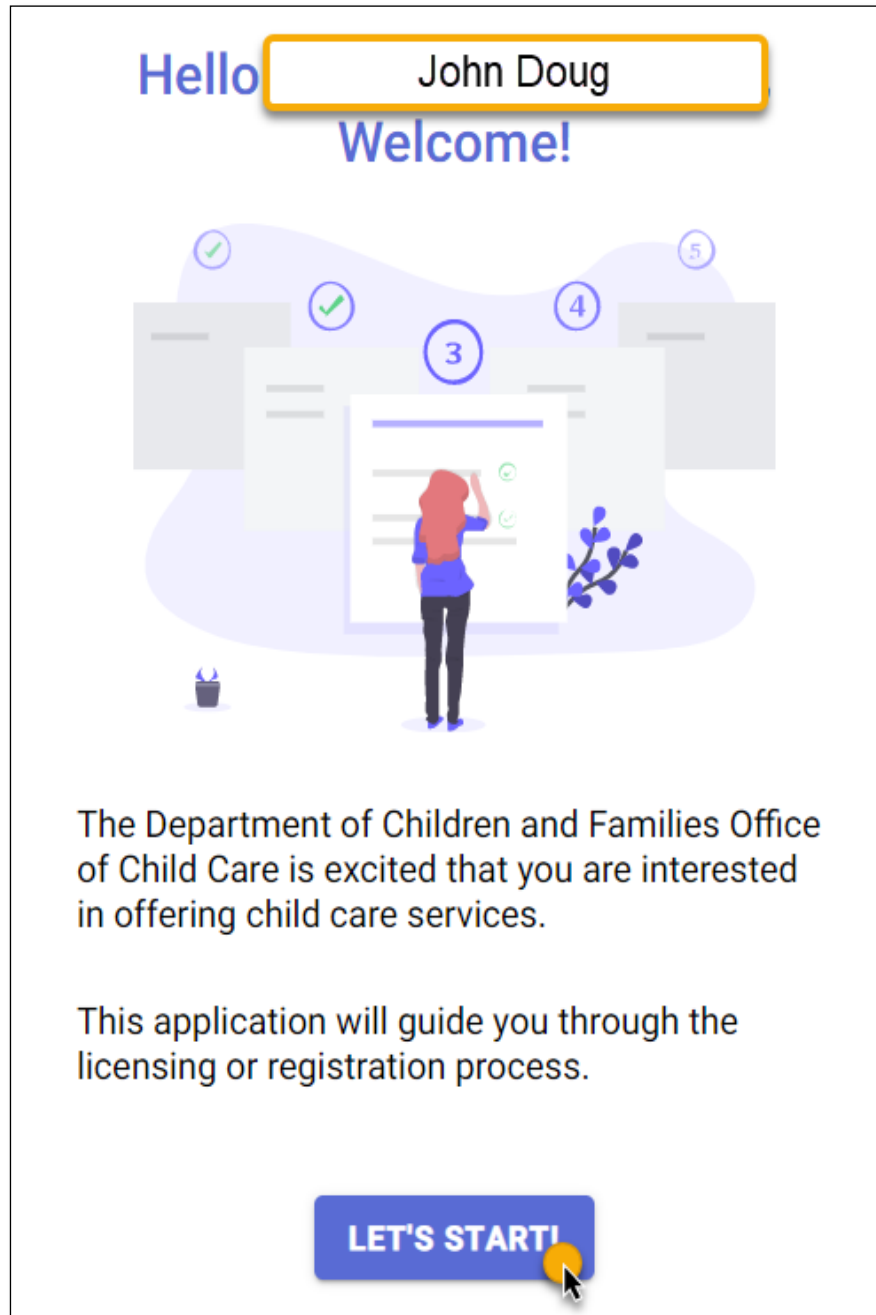 Hello John Doug,
Welcome!
5
4
3
The Department of Children and Families Office
of Child Care is excited that you are interested
in offering child care services.
This application will guide you through the
licensing or registration process.
LET'S START!